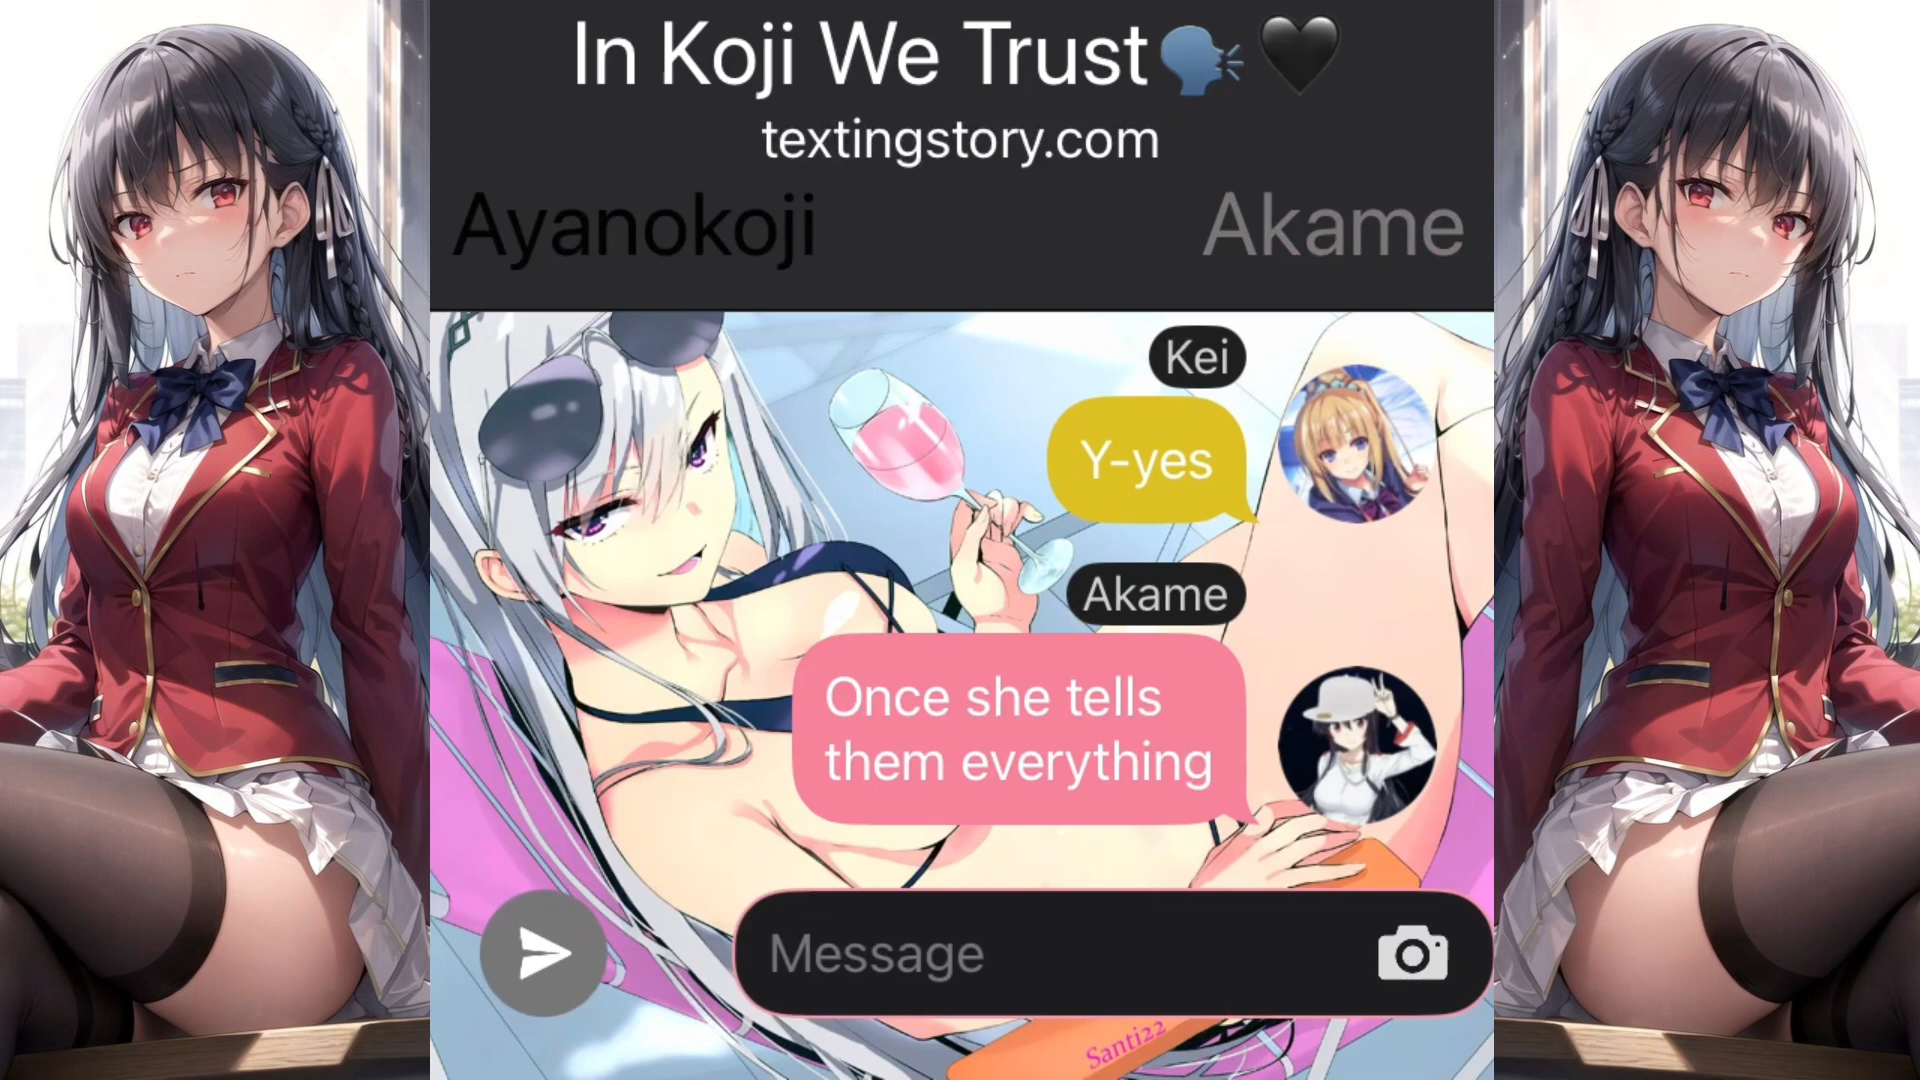 In Koji We Trust🗣️🖤
textingstory.com
Ayanokoji
Akame
Kei
Y-yes
Akame
Once she tells
them everything
Message
Santi22